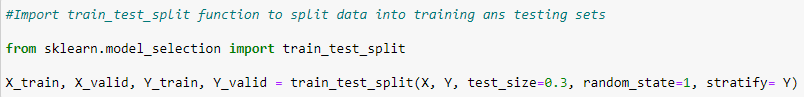 #Import train_test_split function to split data into training ans testing sets
from sklearn.model_selection import train_test_split
X_train, X_valid, Y_train, Y_valid = train_test_split(X, Y, test_size=0.3, random_state=1, stratify= Y)